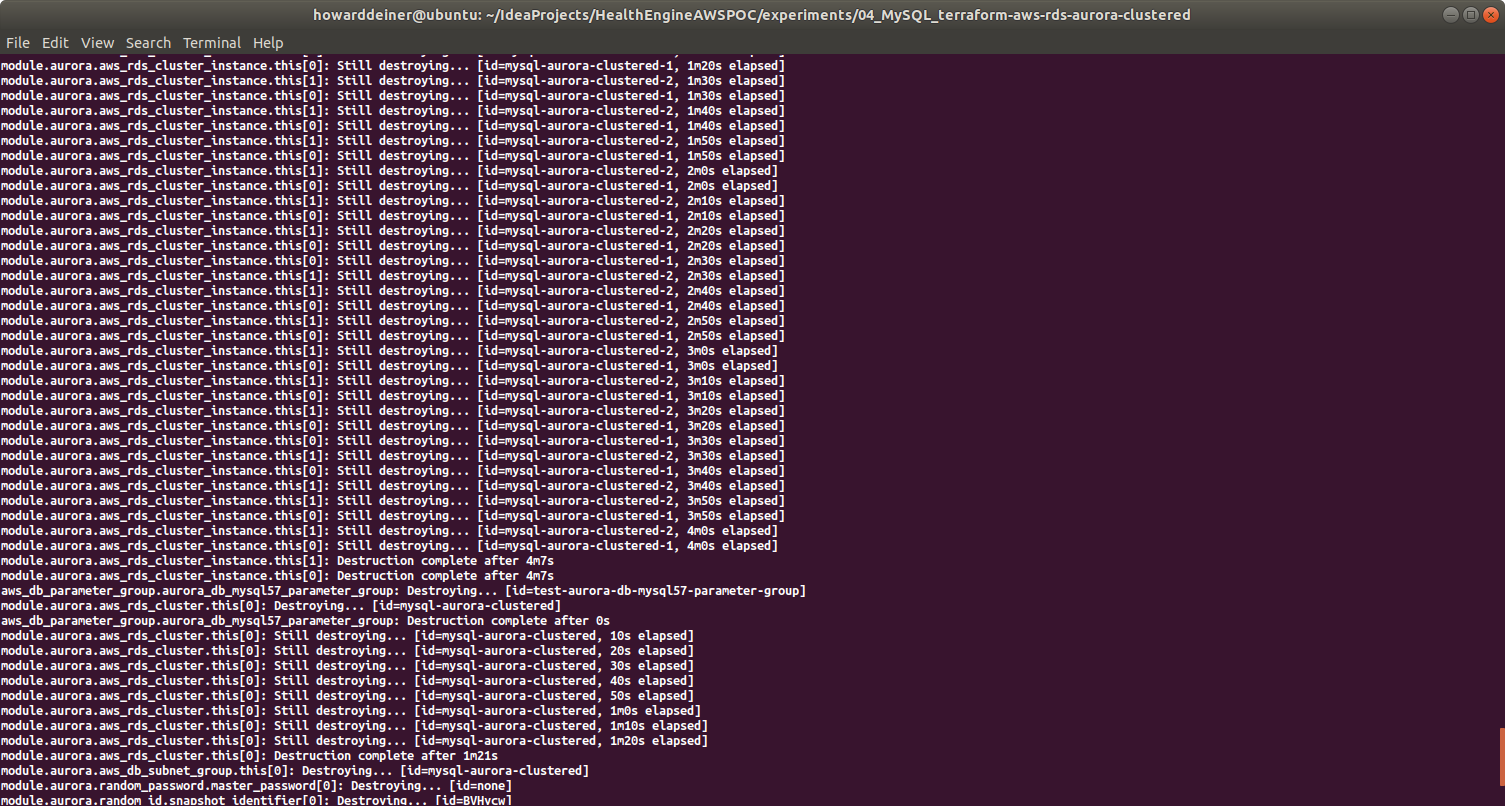 howarddeiner@ubuntu: ~/IdeaProjects/HealthEngineAWSPOC/experiments/04_MySQL_terraform-aws-rds-aurora-clustered
File Edit View Search Terminal Help
module.aurora.aws_rds_cluster_instance.this[0]: Still destroying... [id=mysql-aurora-clustered-1, 1m20s elapsed]
module.aurora.aws_rds_cluster_instance.this[1]: Still destroying... [id=mysql-aurora-clustered-2, 1m30s elapsed]
module.aurora.aws_rds_cluster_instance.this[0]: Still destroying... [id=mysql-aurora-clustered-1, 1m30s elapsed]
module.aurora.aws_rds_cluster_instance.this[1]: Still destroying... [id=mysql-aurora-clustered-2, 1m40s elapsed]
module.aurora.aws_rds_cluster_instance.this[0]: Still destroying... [id=mysql-aurora-clustered-1, 1m40s elapsed]
module.aurora.aws_rds_cluster_instance.this[1]: Still destroying... [id=mysql-aurora-clustered-2, 1m50s elapsed]
module.aurora.aws_rds_cluster_instance.this[0]: Still destroying... [id=mysql-aurora-clustered-1, 1m50s elapsed]
module.aurora.aws_rds_cluster_instance.this[1]: Still destroying... [id=mysql-aurora-clustered-2, 2m0s elapsed]
module.aurora.aws_rds_cluster_instance.this[0]: Still destroying... [id=mysql-aurora-clustered-1, 2m0s elapsed]
module.aurora.aws_rds_cluster_instance.this[1]: Still destroying... [id=mysql-aurora-clustered-2, 2m10s elapsed]
module.aurora.aws_rds_cluster_instance.this[0]: Still destroying... [id=mysql-aurora-clustered-1, 2m10s elapsed]
module.aurora.aws_rds_cluster_instance.this[1]: Still destroying... [id=mysql-aurora-clustered-2, 2m20s elapsed]
module.aurora.aws_rds_cluster_instance.this[0]: Still destroying... [id=mysql-aurora-clustered-1, 2m20s elapsed]
module.aurora.aws_rds_cluster_instance.this[0]: Still destroying... [id=mysql-aurora-clustered-1, 2m30s elapsed]
module.aurora.aws_rds_cluster_instance.this[1]: Still destroying... [id=mysql-aurora-clustered-2, 2m30s elapsed]
module.aurora.aws_rds_cluster_instance.this[1]: Still destroying... [id=mysql-aurora-clustered-2, 2m40s elapsed]
module.aurora.aws_rds_cluster_instance.this[0]: Still destroying... [id=mysql-aurora-clustered-1, 2m40s elapsed]
module.aurora.aws_rds_cluster_instance.this[1]: Still destroying... [id=mysql-aurora-clustered-2, 2m50s elapsed]
module.aurora.aws_rds_cluster_instance.this[0]: Still destroying... [id=mysql-aurora-clustered-1, 2m50s elapsed]
module.aurora.aws_rds_cluster_instance.this[1]: Still destroying... [id=mysql-aurora-clustered-2, 3m0s elapsed]
module.aurora.aws_rds_cluster_instance.this[0]: Still destroying... [id=mysql-aurora-clustered-1, 3m0s elapsed]
module.aurora.aws_rds_cluster_instance.this[1]: Still destroying... [id=mysql-aurora-clustered-2, 3m10s elapsed]
module.aurora.aws_rds_cluster_instance.this[0]: Still destroying... [id=mysql-aurora-clustered-1, 3m10s elapsed]
module.aurora.aws_rds_cluster_instance.this[1]: Still destroying... [id=mysql-aurora-clustered-2, 3m20s elapsed]
module.aurora.aws_rds_cluster_instance.this[0]: Still destroying... [id=mysql-aurora-clustered-1, 3m20s elapsed]
module.aurora.aws_rds_cluster_instance.this[0]: Still destroying... [id=mysql-aurora-clustered-1, 3m30s elapsed]
module.aurora.aws_rds_cluster_instance.this[1]: Still destroying... [id=mysql-aurora-clustered-2, 3m30s elapsed]
module.aurora.aws_rds_cluster_instance.this[0]: Still destroying... [id=mysql-aurora-clustered-1, 3m40s elapsed]
module.aurora.aws_rds_cluster_instance.this[1]: Still destroying... [id=mysql-aurora-clustered-2, 3m40s elapsed]
module.aurora.aws_rds_cluster_instance.this[1]: Still destroying... [id=mysql-aurora-clustered-2, 3m50s elapsed]
module.aurora.aws_rds_cluster_instance.this[0]: Still destroying... [id=mysql-aurora-clustered-1, 3m50s elapsed]
module.aurora.aws_rds_cluster_instance.this[1]: Still destroying... [id=mysql-aurora-clustered-2, 4m0s elapsed]
module.aurora.aws_rds_cluster_instance.this[0]: Still destroying... [id=mysql-aurora-clustered-1, 4m0s elapsed]
module.aurora.aws_rds_cluster_instance.this[1]: Destruction complete after 4m7s
module.aurora.aws_rds_cluster_instance.this[0]: Destruction complete after 4m7s
aws_db_parameter_group.aurora_db_mysql57_parameter_group: Destroying... [id=test-aurora-db-mysql57-parameter-group]
module.aurora.aws_rds_cluster.this[0]: Destroying... [id=mysql-aurora-clustered]
aws_db_parameter_group.aurora_db_mysql57_parameter_group: Destruction complete after 0s
module.aurora.aws_rds_cluster.this[0]: Still destroying... [id=mysql-aurora-clustered, 10s elapsed]
module.aurora.aws_rds_cluster.this[0]: Still destroying... [id=mysql-aurora-clustered, 20s elapsed]
module.aurora.aws_rds_cluster.this[0]: Still destroying... [id=mysql-aurora-clustered, 30s elapsed]
module.aurora.aws_rds_cluster.this[0]: Still destroying... [id=mysql-aurora-clustered, 40s elapsed]
module.aurora.aws_rds_cluster.this[0]: Still destroying... [id=mysql-aurora-clustered, 50s elapsed]
module.aurora.aws_rds_cluster.this[0]: Still destroying... [id=mysql-aurora-clustered, 1m0s elapsed]
module.aurora.aws_rds_cluster.this[0]: Still destroying... [id=mysql-aurora-clustered, 1m10s elapsed]
module.aurora.aws_rds_cluster.this[0]: Still destroying... [id=mysql-aurora-clustered, 1m20s elapsed]
module.aurora.aws_rds_cluster.this[0]: Destruction complete after 1m21s
module.aurora.aws_db_subnet_group.this[0]: Destroying... [id=mysql-aurora-clustered]
module.aurora.random_password.master_password[0]: Destroying... [id=none]
module.aurora.random_id.snapshot_identifier[0]: Destroying... [id=BVHycw]